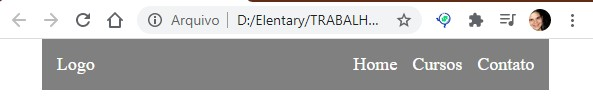 Arquivo D:/Elentary/TRABALH...
Logo Home Cursos Contato